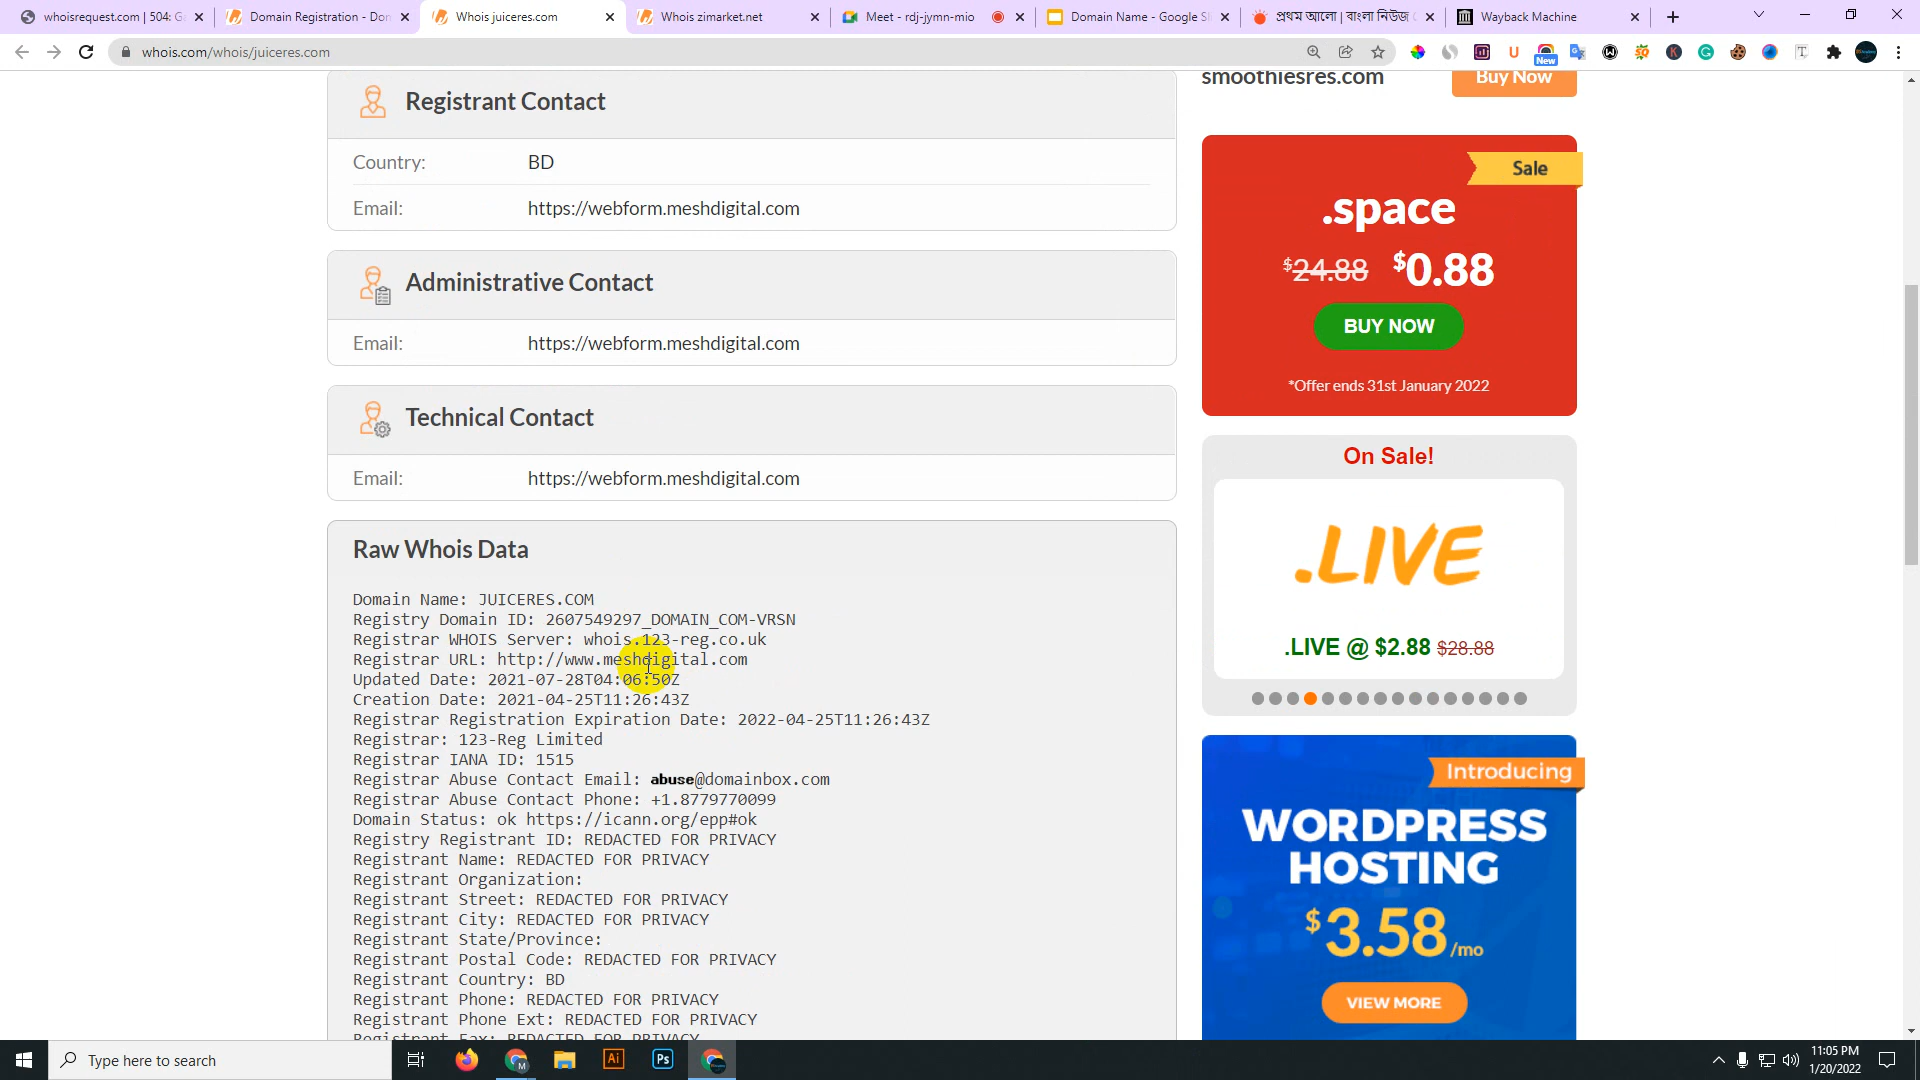 whoisrequest.com | 504: G
Domain Registration - Don
Whois juiceres.com
Whois zimarket.net
Meet - rdj-jymn-mio
Domain Name - Google Sl
প্রথম আলো | বাংলা নিউজ
Wayback Machine
whois.com/whois/juiceres.com
New
Registrant Contact
Country: BD
Email: https://webform.meshdigital.com
Administrative Contact
Email: https://webform.meshdigital.com
Technical Contact
Email: https://webform.meshdigital.com
Raw Whois Data
Domain Name: JUICERES.COM
Registry Domain ID: 2607549297_DOMAIN_COM-VRSN
Registrar WHOIS Server: whois.123-reg.co.uk
Registrar URL: http://www.meshdigital.com
Updated Date: 2021-07-28T04:06:50Z
Creation Date: 2021-04-25T11:26:43Z
Registrar Registration Expiration Date: 2022-04-25T11:26:43Z
Registrar: 123-Reg Limited
Registrar IANA ID: 1515
Registrar Abuse Contact Email: abuse@domainbox.com
Registrar Abuse Contact Phone: +1.8779770099
Domain Status: ok https://icann.org/epp#ok
Registry Registrant ID: REDACTED FOR PRIVACY
Registrant Name: REDACTED FOR PRIVACY
Registrant Organization:
Registrant Street: REDACTED FOR PRIVACY
Registrant City: REDACTED FOR PRIVACY
Registrant State/Province:
Registrant Postal Code: REDACTED FOR PRIVACY
Registrant Country: BD
Registrant Phone: REDACTED FOR PRIVACY
Registrant Phone Ext: REDACTED FOR PRIVACY
Registrant Fax: REDACTED FOR PRIVACY
smoothiesres.com
Buy Now
Sale
.space
$24.88 $0.88
BUY NOW
*Offer ends 31st January 2022
On Sale!
.LIVE
.LIVE @ $2.88 $28.88
Introducing
WORDPRESS
HOSTING
$3.58/mo
VIEW MORE
Type here to search
Ai
Ps
11:05 PM
1/20/2022